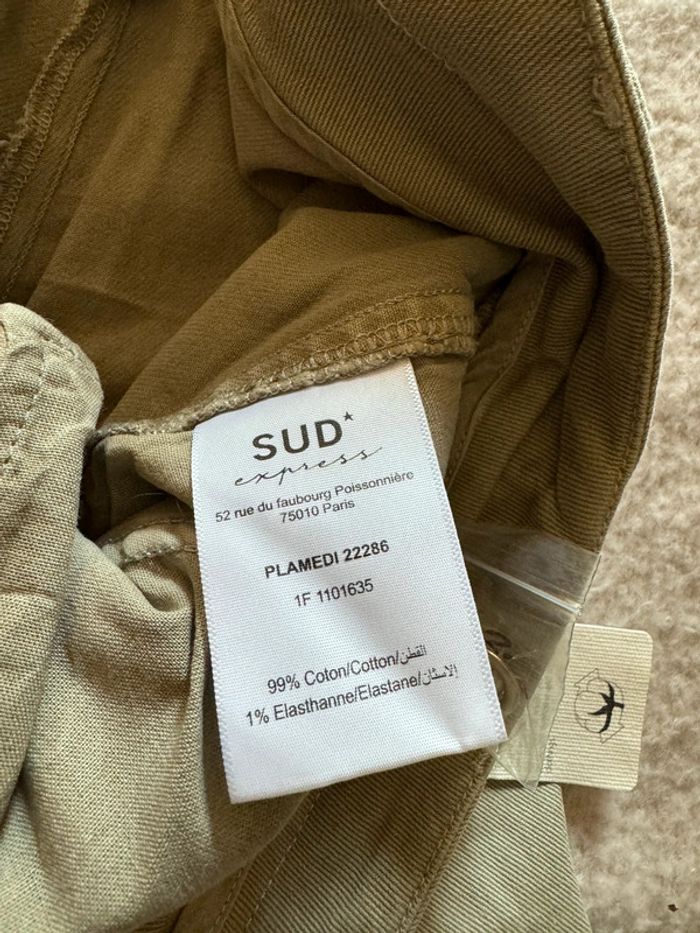 SUD*
express
52 rue du faubourg Poissonnière
75010 Paris
PLAMEDI 22286
1F 1101635
99% Coton/Cotton/القطن
1% Elasthanne/Elastane/الاستان